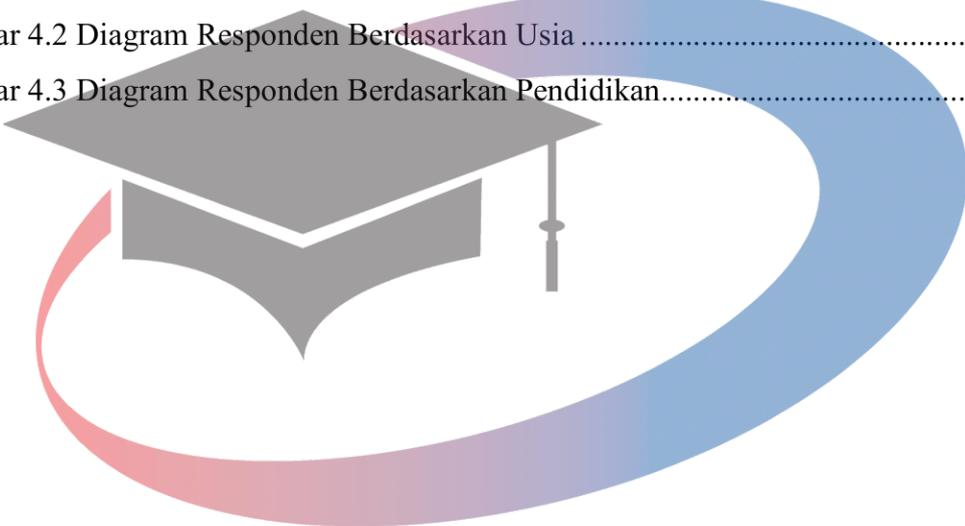 ar 4.2 Diagram Responden Berdasarkan Usia ................................................
ar 4.3 Diagram Responden Berdasarkan Pendidikan......................................